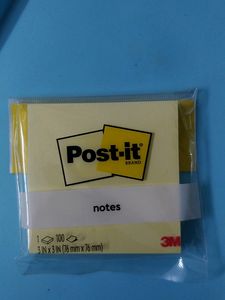 Post-it
BRAND
notes
1 100
3 IN x 3 IN (76 mm x 76 mm)
3M